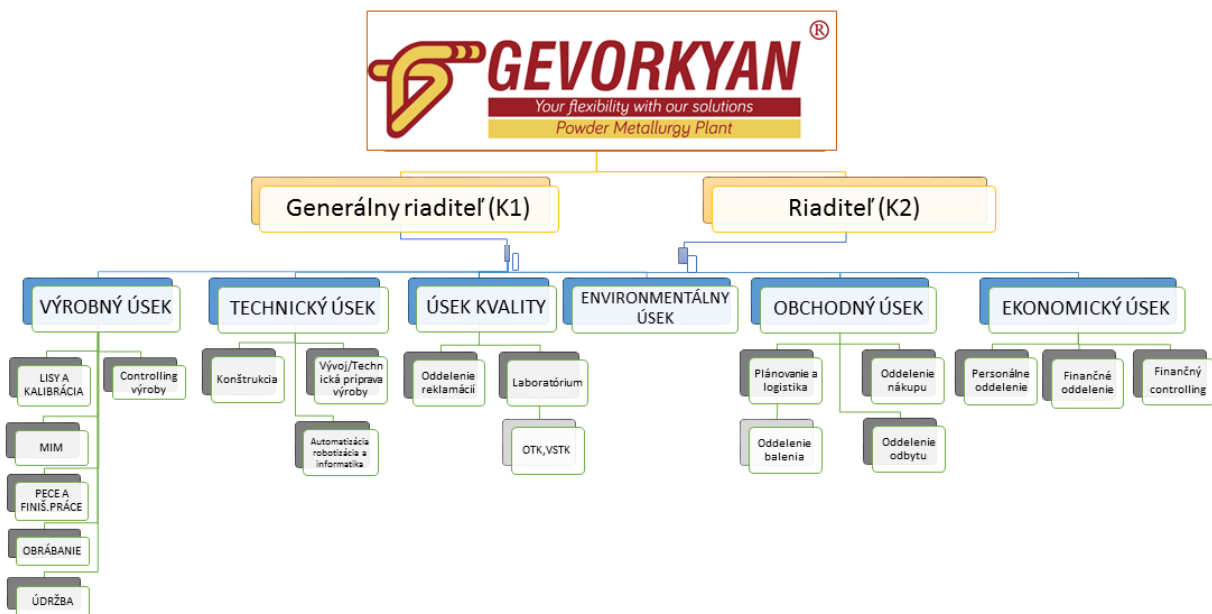 GEVORKYAN®
Your flexibility with our solutions
Powder Metallurgy Plant
Generálny riaditeľ (K1)
Riaditeľ (K2)
VÝROBNÝ ÚSEK
TECHNICKÝ ÚSEK
ÚSEK KVALITY
ENVIRONMENTÁLNY
ÚSEK
OBCHODNÝ ÚSEK
EKONOMICKÝ ÚSEK
LISY A
KALIBRÁCIA
Controlling
výroby
Konštrukcia
Vývoj/Techn
ická príprava
výroby
Oddelenie
reklamácií
Laboratórium
Plánovanie a
logistika
Oddelenie
nákupu
Personálne
oddelenie
Finančné
oddelenie
Finančný
controlling
MIM
Automatizácia
robotizácia a
informatika
OTK,VSTK
Oddelenie
balenia
Oddelenie
odbytu
PECE A
FINIŠ.PRÁCE
OBRÁBANIE
ÚDRŽBA